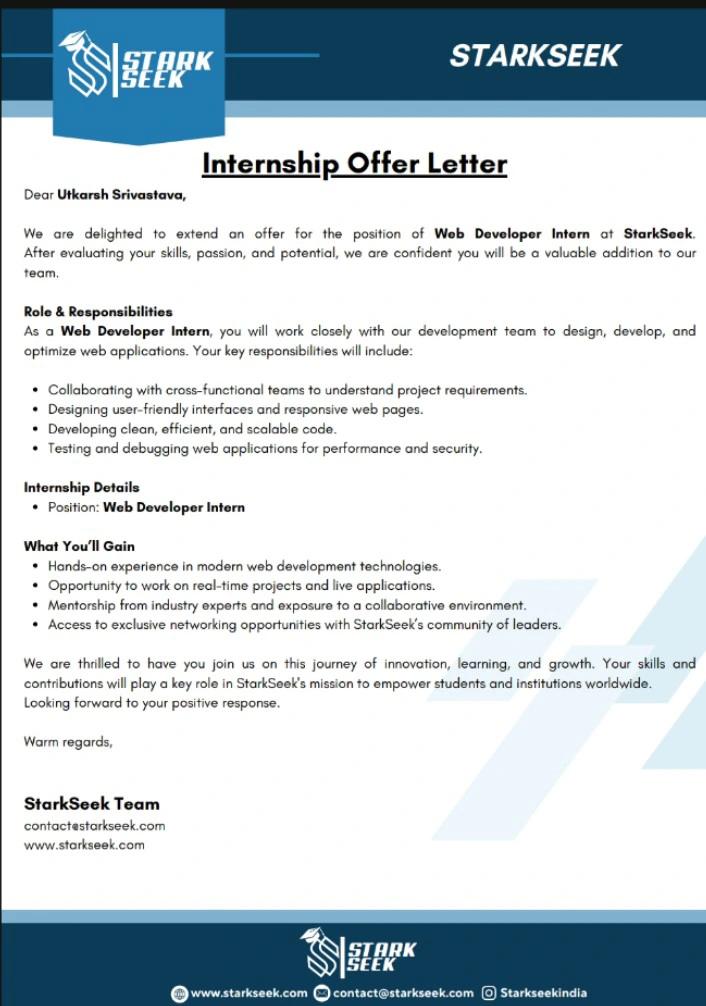 STARK
SEEK
STARKSEEK
Internship Offer Letter
Dear Utkarsh Srivastava,
We are delighted to extend an offer for the position of Web Developer Intern at StarkSeek.
After evaluating your skills, passion, and potential, we are confident you will be a valuable addition to our
team.
Role & Responsibilities
As a Web Developer Intern, you will work closely with our development team to design, develop, and
optimize web applications. Your key responsibilities will include:
• Collaborating with cross-functional teams to understand project requirements.
• Designing user-friendly interfaces and responsive web pages.
• Developing clean, efficient, and scalable code.
• Testing and debugging web applications for performance and security.
Internship Details
• Position: Web Developer Intern
What You’ll Gain
• Hands-on experience in modern web development technologies.
• Opportunity to work on real-time projects and live applications.
• Mentorship from industry experts and exposure to a collaborative environment.
• Access to exclusive networking opportunities with StarkSeek’s community of leaders.
We are thrilled to have you join us on this journey of innovation, learning, and growth. Your skills and
contributions will play a key role in StarkSeek's mission to empower students and institutions worldwide.
Looking forward to your positive response.
Warm regards,
StarkSeek Team
contact@starkseek.com
www.starkseek.com
STARK
SEEK
www.starkseek.com contact@starkseek.com Starkseekindia